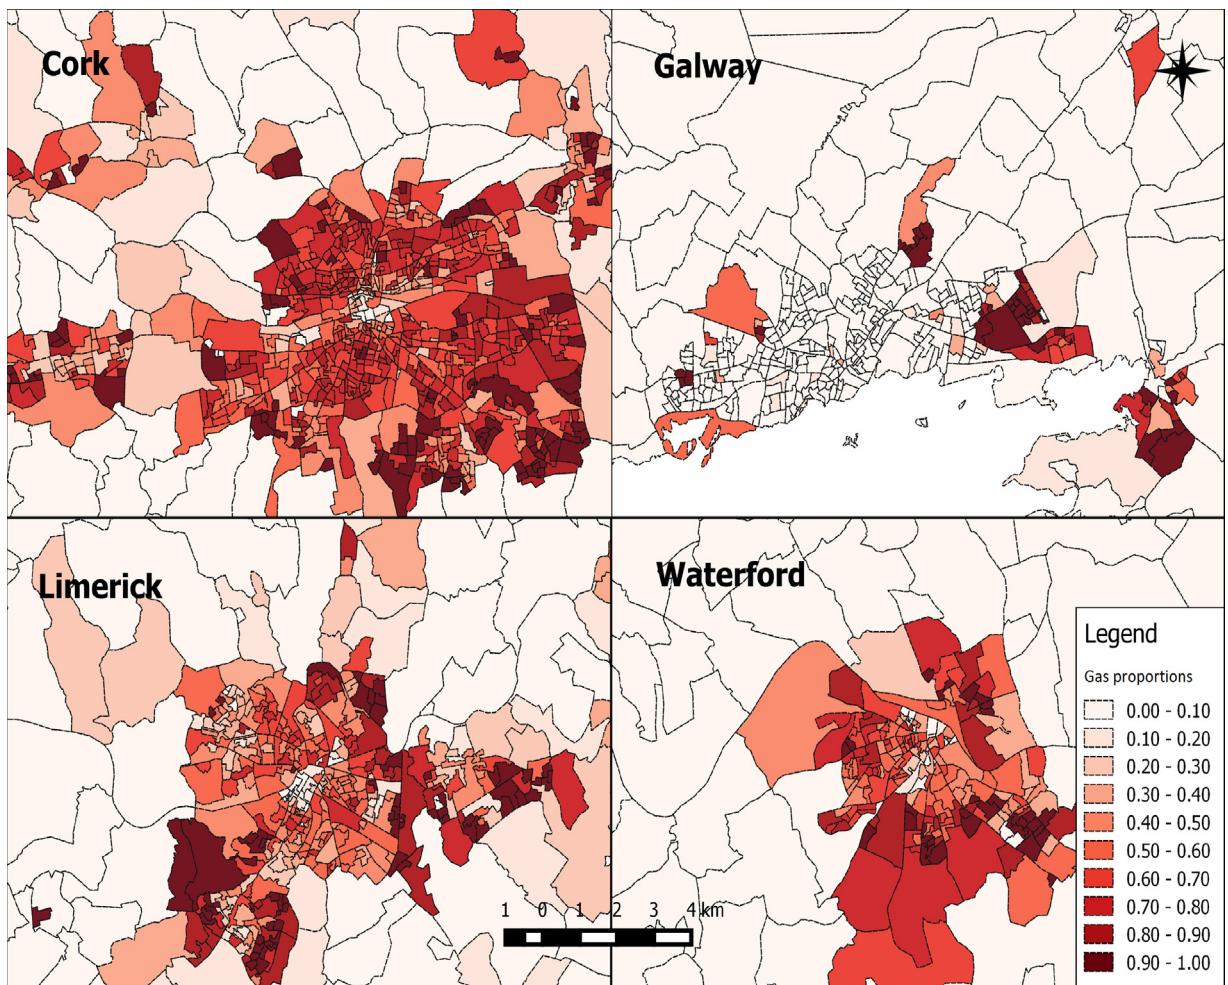 Cork
Galway
Limerick
Waterford
Legend
Gas proportions
0.00 - 0.10
0.10 - 0.20
0.20 - 0.30
0.30 - 0.40
0.40 - 0.50
0.50 - 0.60
0.60 - 0.70
0.70 - 0.80
0.80 - 0.90
0.90 - 1.00
1 0 1 2 3 4 km